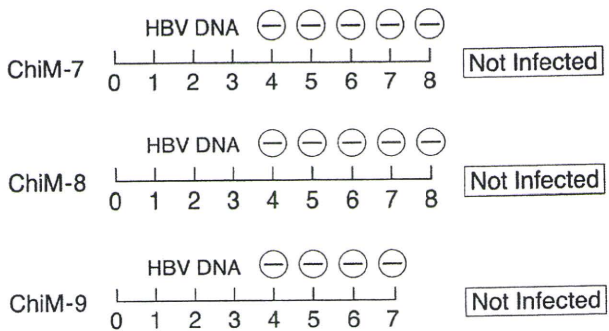 HBV DNA ⊖ ⊖ ⊖ ⊖ ⊖
ChiM-7
0 1 2 3 4 5 6 7 8
Not Infected
HBV DNA ⊖ ⊖ ⊖ ⊖ ⊖
ChiM-8
0 1 2 3 4 5 6 7 8
Not Infected
HBV DNA ⊖ ⊖ ⊖ ⊖
ChiM-9
0 1 2 3 4 5 6 7
Not Infected